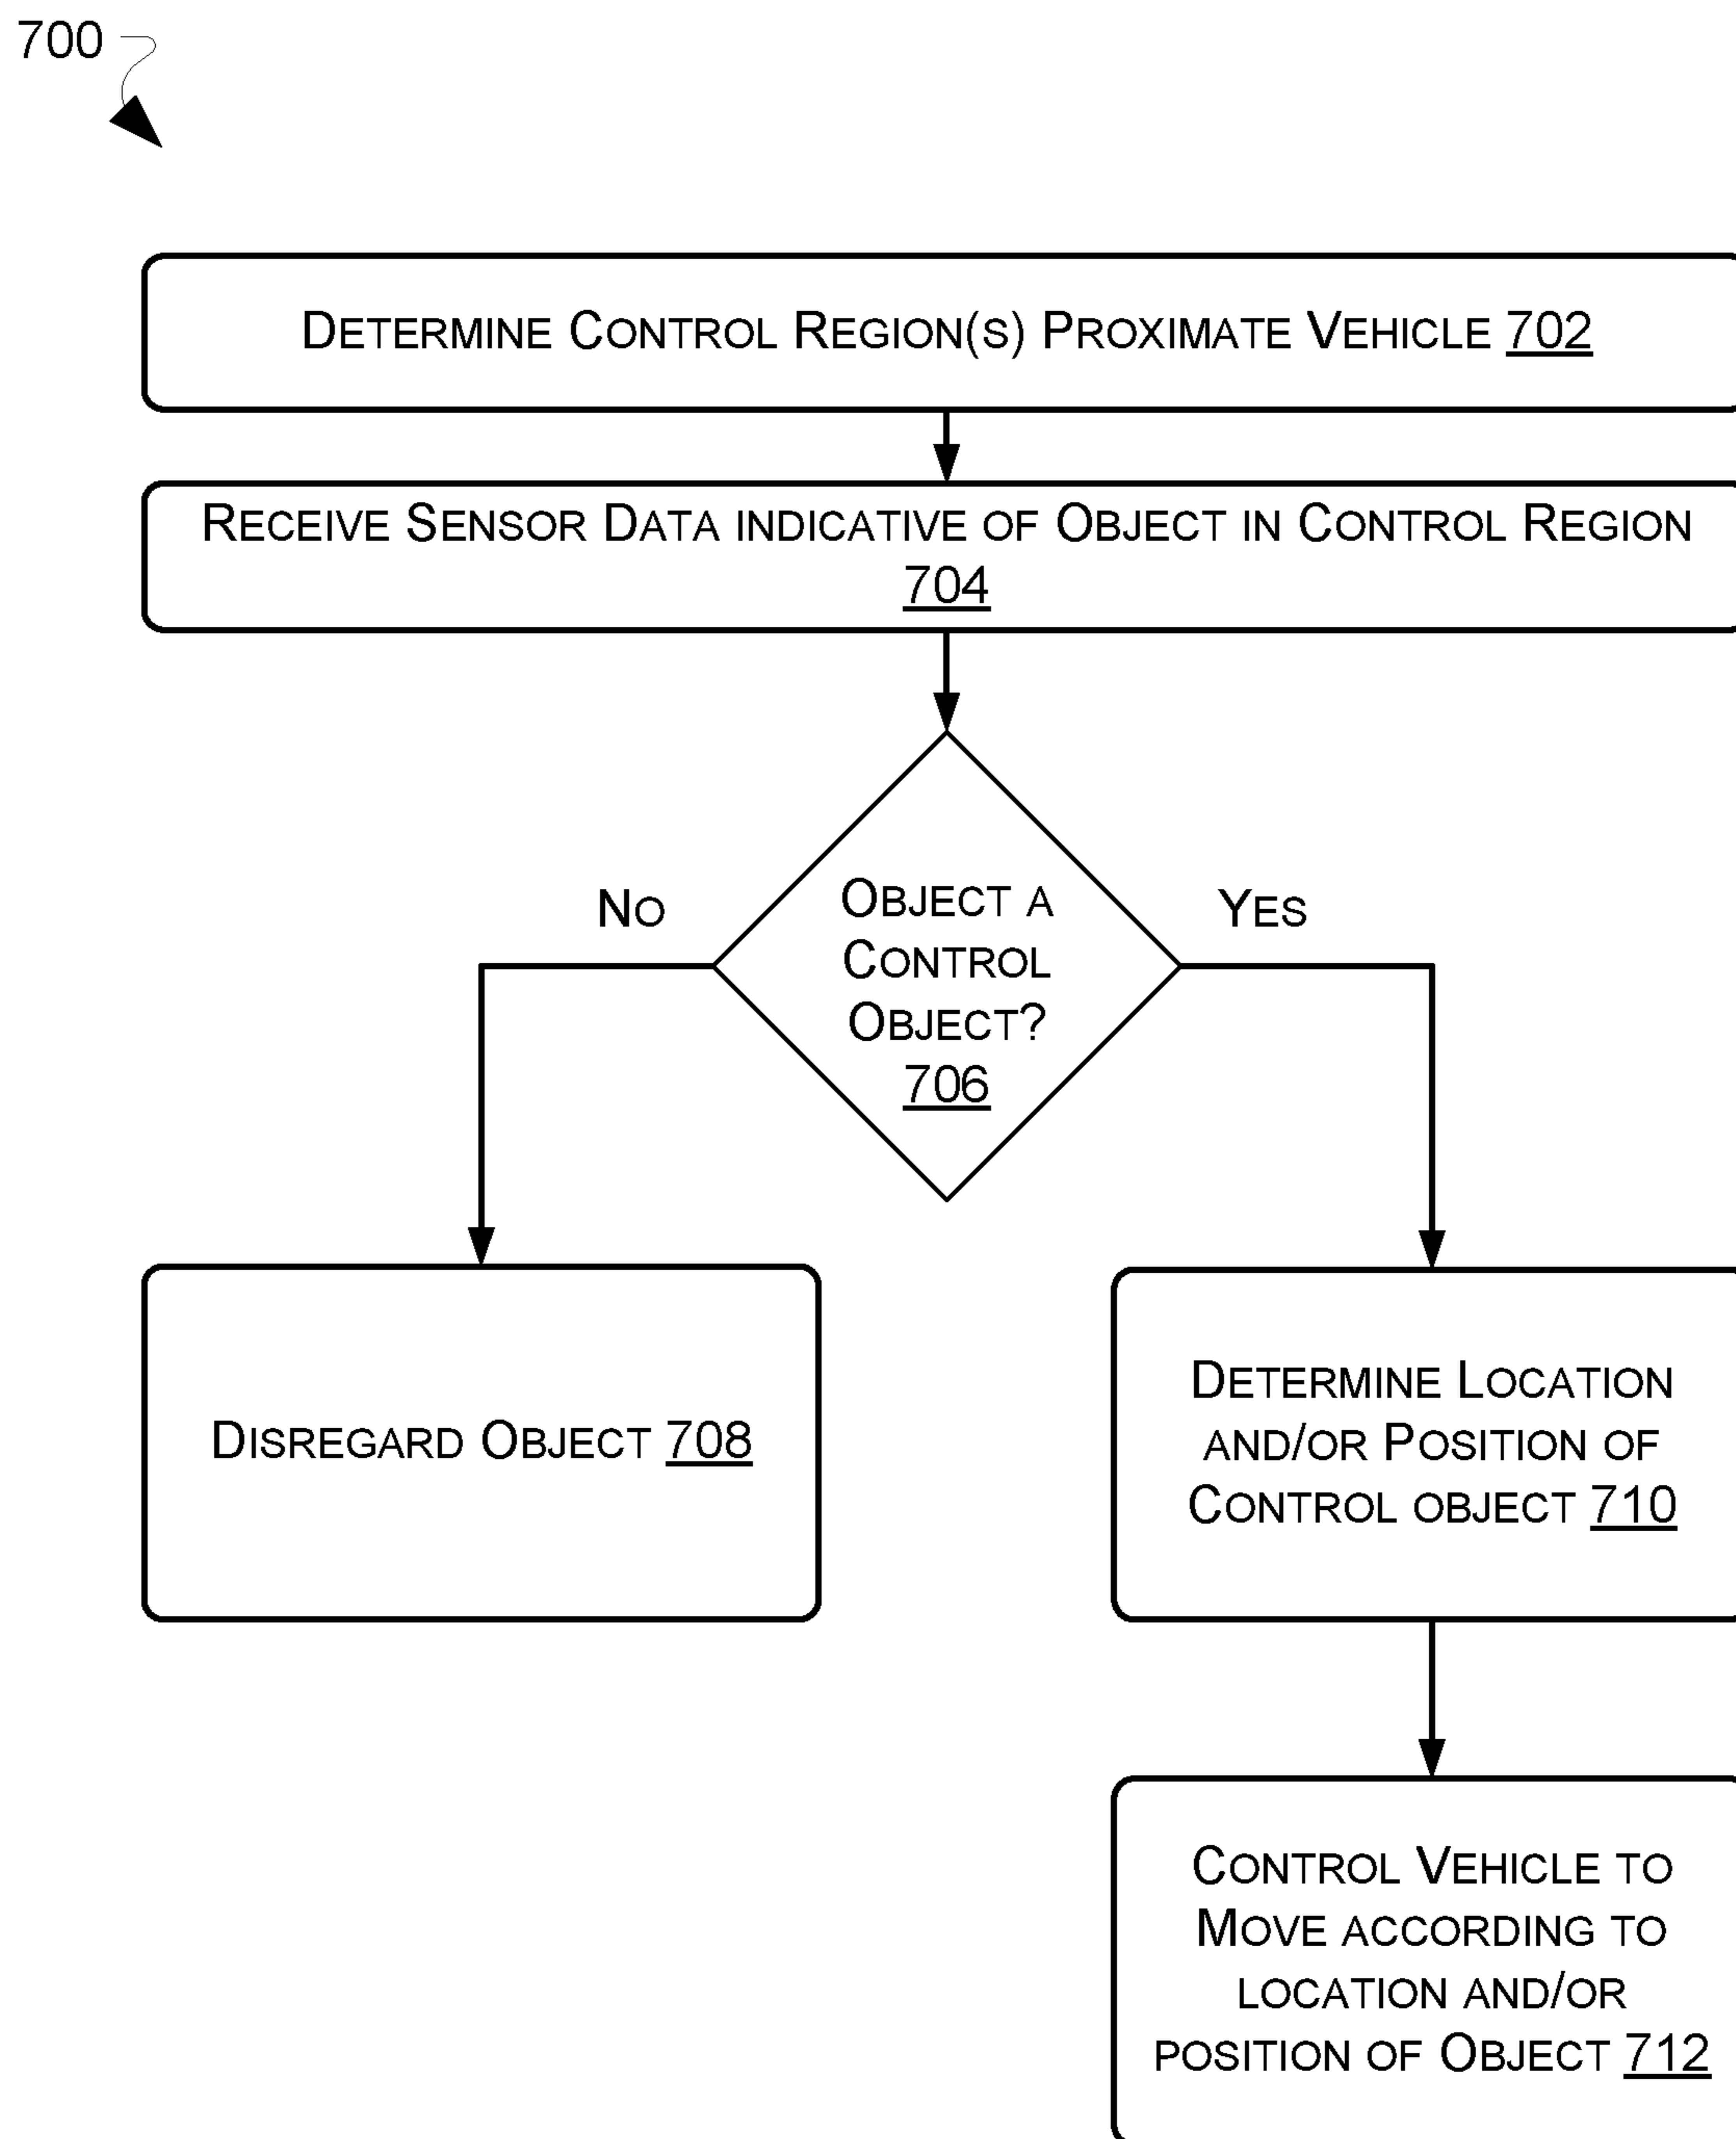 700
DETERMINE CONTROL REGION(S) PROXIMATE VEHICLE 702
RECEIVE SENSOR DATA INDICATIVE OF OBJECT IN CONTROL REGION
704
NO
YES
OBJECT A
CONTROL
OBJECT?
706
DISREGARD OBJECT 708
DETERMINE LOCATION
AND/OR POSITION OF
CONTROL OBJECT 710
CONTROL VEHICLE TO
MOVE ACCORDING TO
LOCATION AND/OR
POSITION OF OBJECT 712